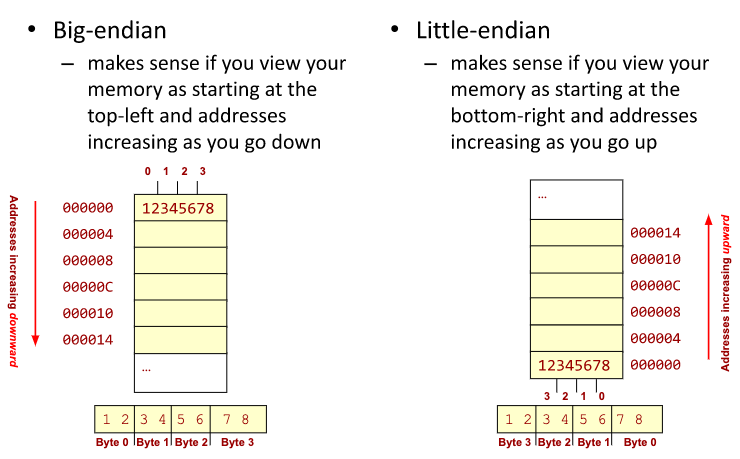 • Big-endian
– makes sense if you view your
memory as starting at the
top-left and addresses
increasing as you go down
0 1 2 3
Addresses increasing downward
000000 12345678
000004
000008
00000C
000010
000014
...
1 2 3 4 5 6 7 8
Byte 0 Byte 1 Byte 2 Byte 3
• Little-endian
– makes sense if you view your
memory as starting at the
bottom-right and addresses
increasing as you go up
...
000014
000010
00000C
000008
000004
12345678 000000
Addresses increasing upward
3 2 1 0
1 2 3 4 5 6 7 8
Byte 3 Byte 2 Byte 1 Byte 0